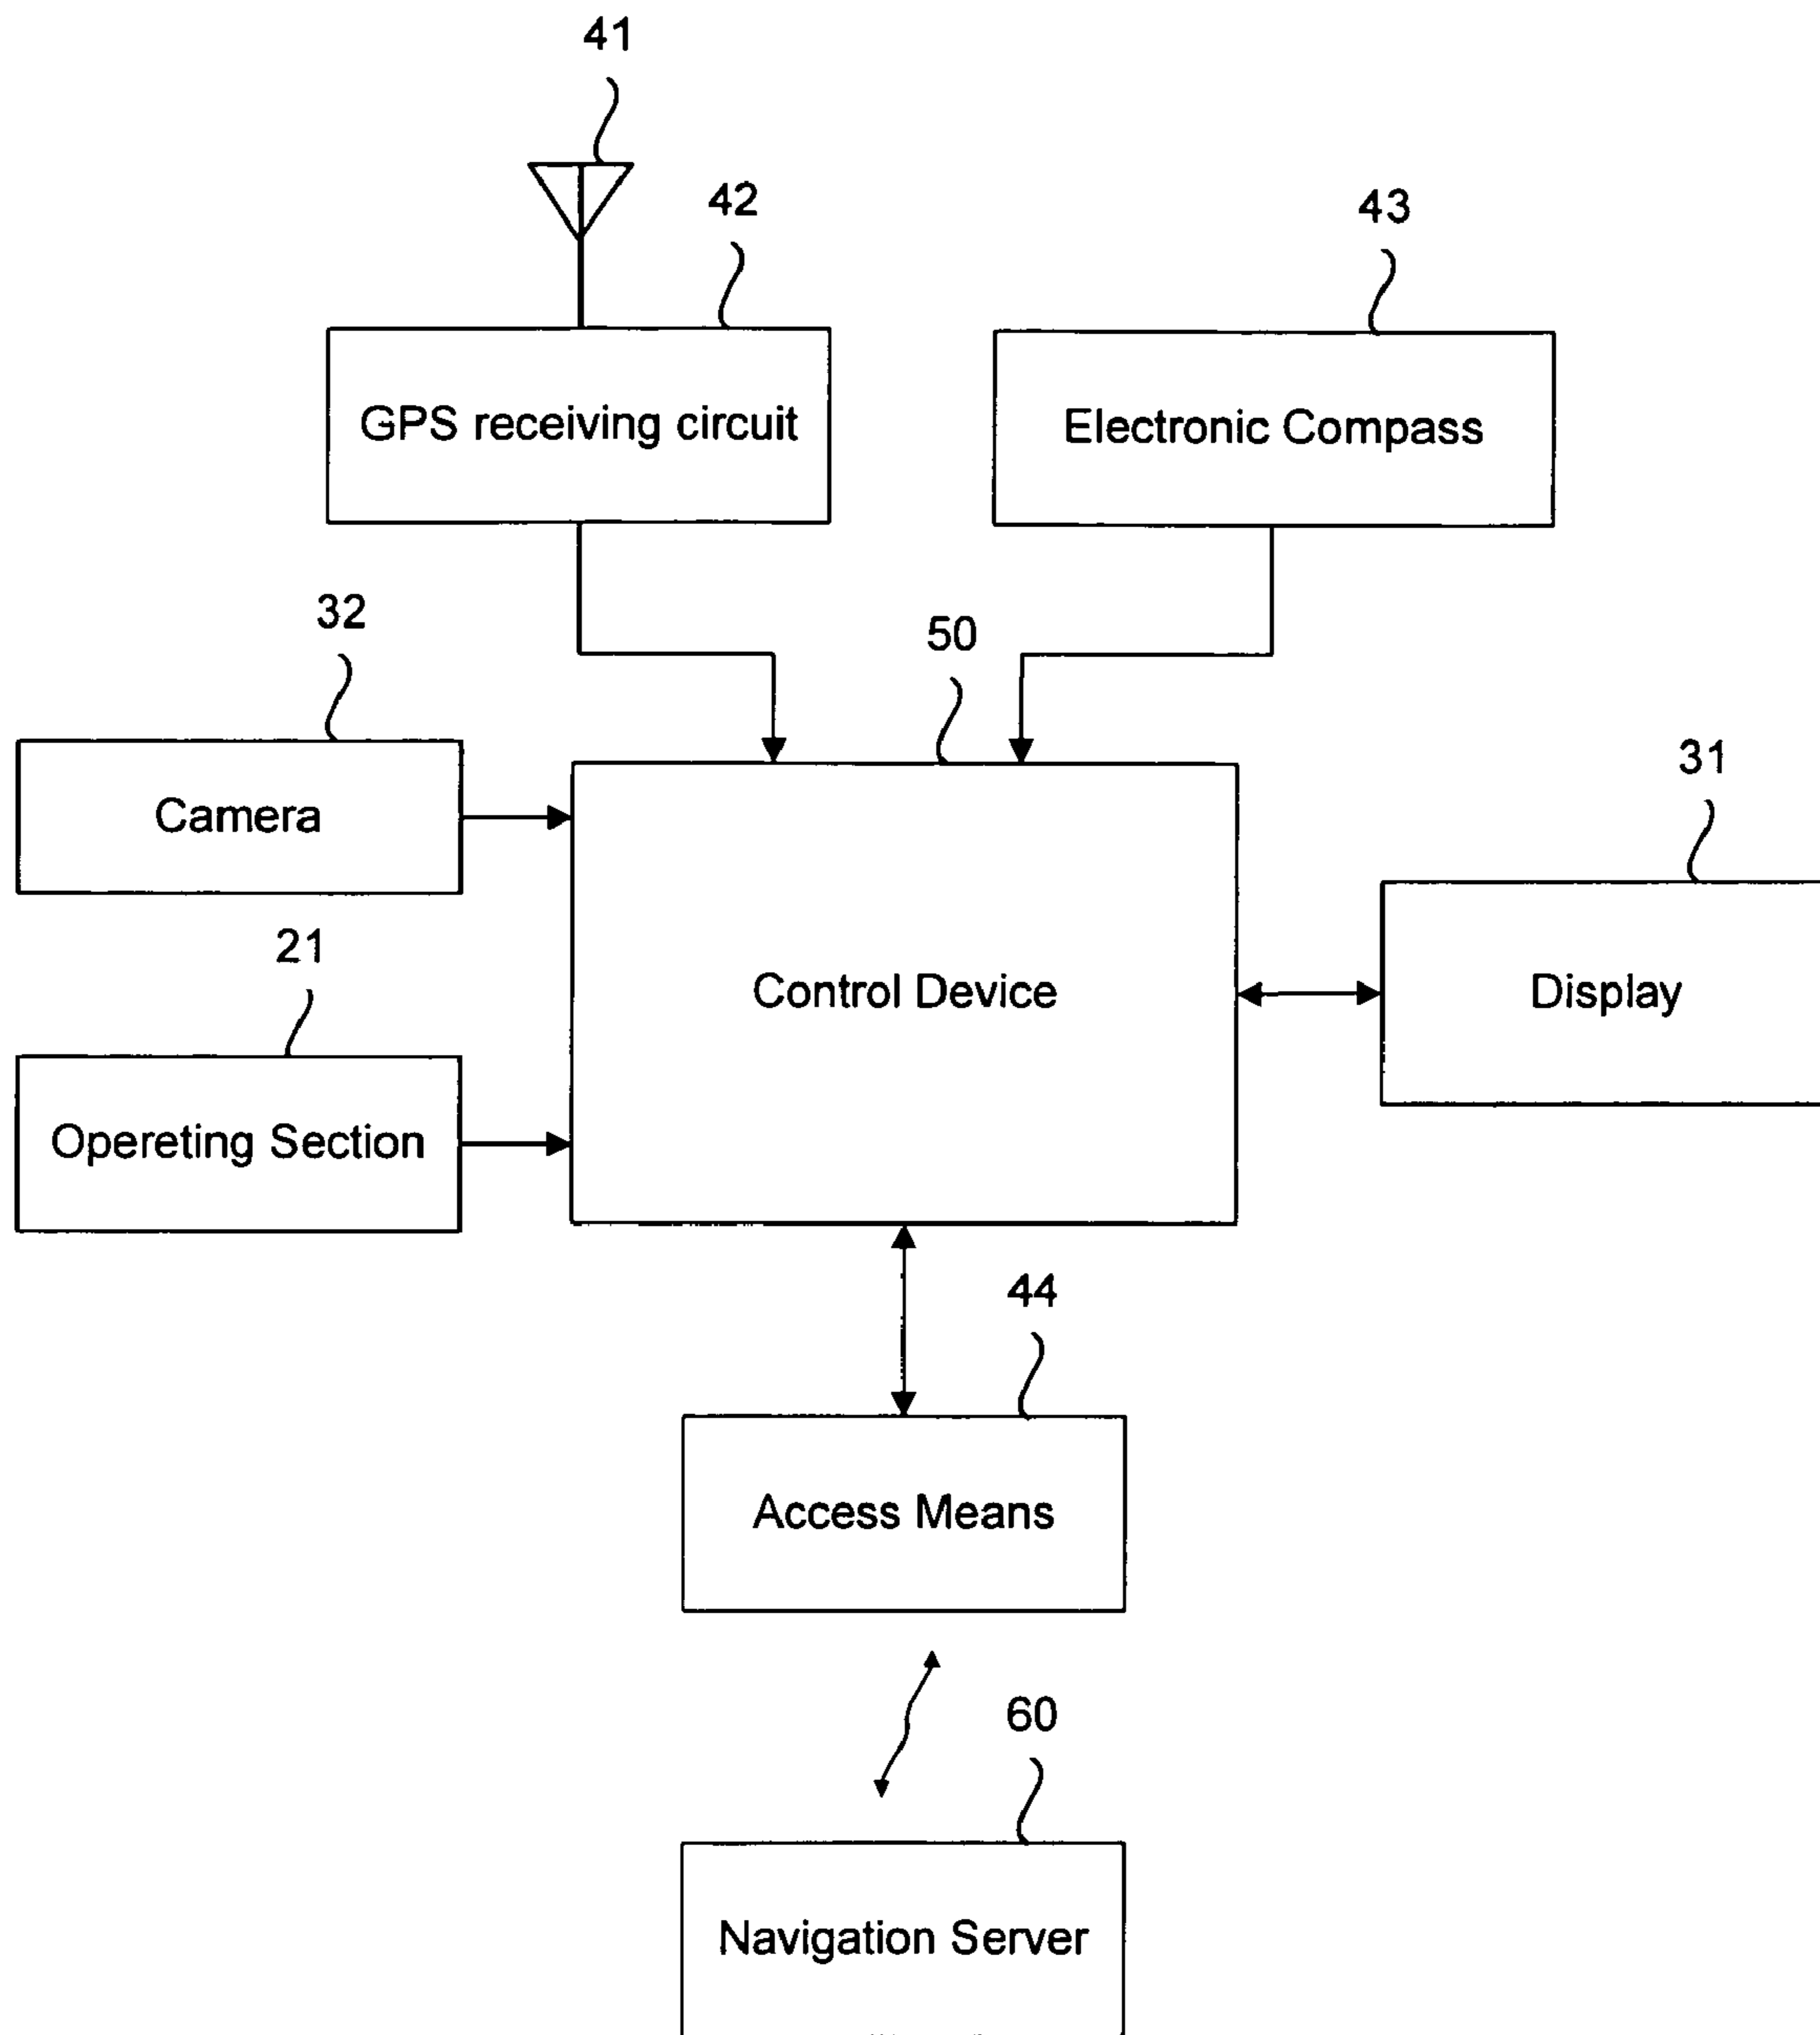 41
42
43
GPS receiving circuit
Electronic Compass
32
50
31
Camera
21
Control Device
Display
Opereting Section
44
Access Means
60
Navigation Server